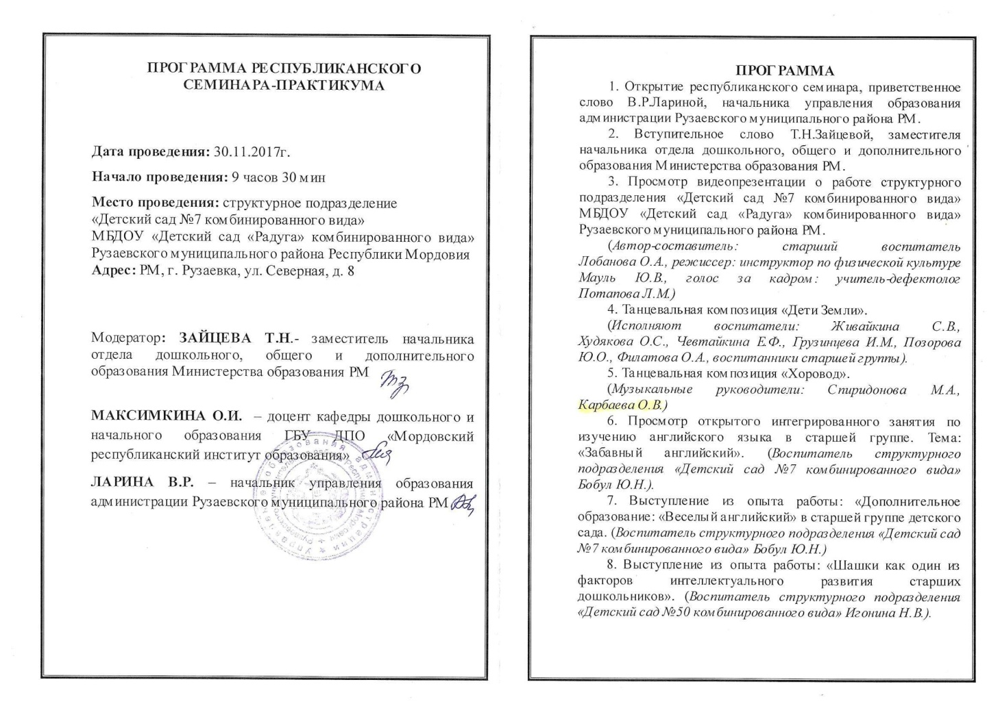 ПРОГРАММА РЕСПУБЛИКАНСКОГО
СЕМИНАРА-ПРАКТИКУМА
Дата проведения: 30.11.2017г.
Начало проведения: 9 часов 30 мин
Место проведения: структурное подразделение
«Детский сад №7 комбинированного вида»
МБДОУ «Детский сад «Радуга» комбинированного вида»
Рузаевского муниципального района Республики Мордовия
Адрес: РМ, г. Рузаевка, ул. Северная, д. 8
Модератор: ЗАЙЦЕВА Т.Н.- заместитель начальника
отдела дошкольного, общего и дополнительного
образования Министерства образования РМ
МАКСИМКИНА О.И. – доцент кафедры дошкольного и
начального образования ГБУ ДПО «Мордовский
республиканский институт образования»
ЛАРИНА В.Р. – начальник управления образования
администрации Рузаевского муниципального района РМ
ПРОГРАММА
1. Открытие республиканского семинара, приветственное
слово В.Р.Лариной, начальника управления образования
администрации Рузаевского муниципального района РМ.
2. Вступительное слово Т.Н.Зайцевой, заместителя
начальника отдела дошкольного, общего и дополнительного
образования Министерства образования РМ.
3. Просмотр видеопрезентации о работе структурного
подразделения «Детский сад №7 комбинированного вида»
МБДОУ «Детский сад «Радуга» комбинированного вида»
Рузаевского муниципального района РМ.
(Автор-составитель: старший воспитатель
Лобанова О.А., режиссер: инструктор по физической культуре
Мауль Ю.В., голос за кадром: учитель-дефектолог
Потапова Л.М.)
4. Танцевальная композиция «Дети Земли».
(Исполняют воспитатели: Живайкина С.В.,
Худякова О.С., Чевтайкина Е.Ф., Грузинцева И.М., Позорова
Ю.О., Филатова О.А., воспитанники старшей группы).
5. Танцевальная композиция «Хоровод».
(Музыкальные руководители: Спиридонова М.А.,
Карбаева О.В.)
6. Просмотр открытого интегрированного занятия по
изучению английского языка в старшей группе. Тема:
«Забавный английский». (Воспитатель структурного
подразделения «Детский сад №7 комбинированного вида»
Бобул Ю.Н.).
7. Выступление из опыта работы: «Дополнительное
образование: «Веселый английский» в старшей группе детского
сада. (Воспитатель структурного подразделения «Детский сад
№7 комбинированного вида» Бобул Ю.Н.)
8. Выступление из опыта работы: «Шашки как один из
факторов интеллектуального развития старших
дошкольников». (Воспитатель структурного подразделения
«Детский сад №50 комбинированного вида» Игонина Н.В.).